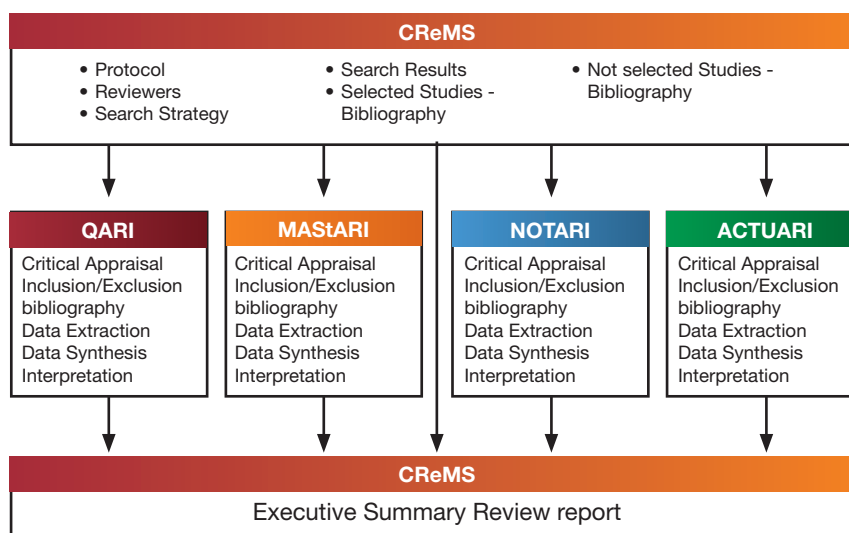 CReMS
• Protocol
• Reviewers
• Search Strategy
• Search Results
• Selected Studies -
Bibliography
• Not selected Studies -
Bibliography
QARI
Critical Appraisal
Inclusion/Exclusion
bibliography
Data Extraction
Data Synthesis
Interpretation
MAStARI
Critical Appraisal
Inclusion/Exclusion
bibliography
Data Extraction
Data Synthesis
Interpretation
NOTARI
Critical Appraisal
Inclusion/Exclusion
bibliography
Data Extraction
Data Synthesis
Interpretation
ACTUARI
Critical Appraisal
Inclusion/Exclusion
bibliography
Data Extraction
Data Synthesis
Interpretation
CReMS
Executive Summary Review report